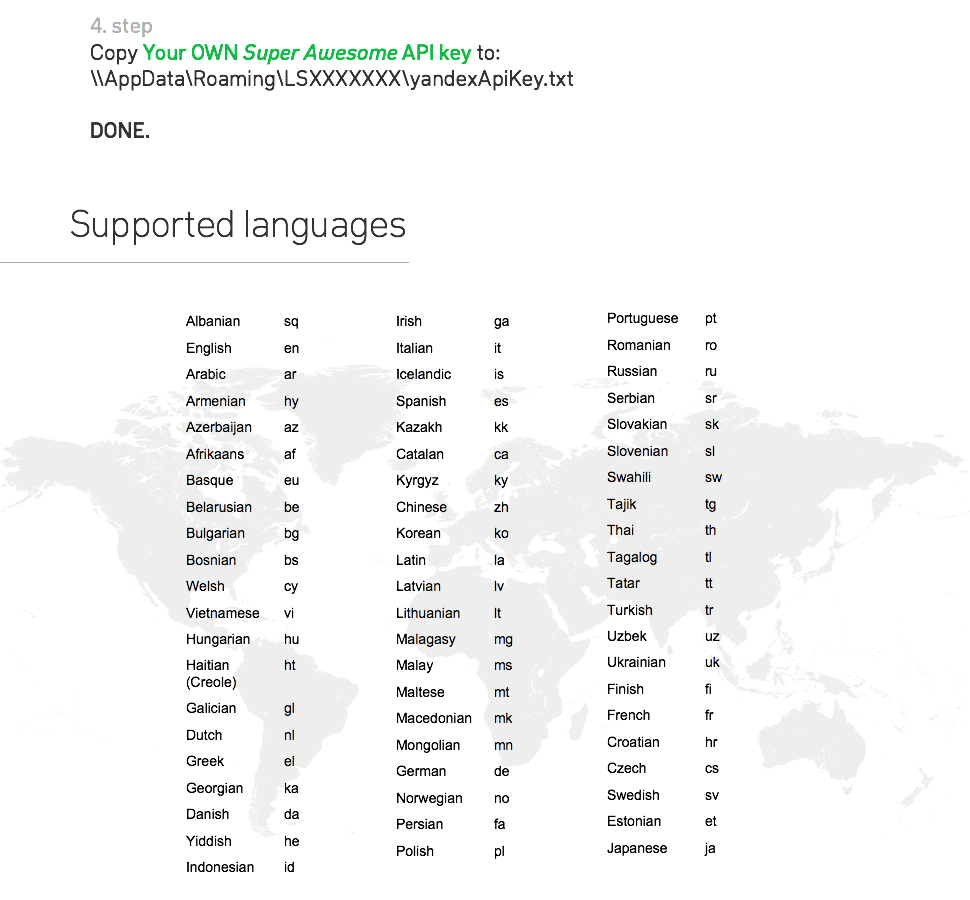 4. step
Copy Your OWN Super Awesome API key to:
\\AppData\Roaming\LSXXXXXXX\yandexApiKey.txt
DONE.
Supported languages
Albanian sq
English en
Arabic ar
Armenian hy
Azerbaijan az
Afrikaans af
Basque eu
Belarusian be
Bulgarian bg
Bosnian bs
Welsh cy
Vietnamese vi
Hungarian hu
Haitian ht
(Creole)
Galician gl
Dutch nl
Greek el
Georgian ka
Danish da
Yiddish he
Indonesian id
Irish ga
Italian it
Icelandic is
Spanish es
Kazakh kk
Catalan ca
Kyrgyz ky
Chinese zh
Korean ko
Latin la
Latvian lv
Lithuanian lt
Malagasy mg
Malay ms
Maltese mt
Macedonian mk
Mongolian mn
German de
Norwegian no
Persian fa
Polish pl
Portuguese pt
Romanian ro
Russian ru
Serbian sr
Slovakian sk
Slovenian sl
Swahili sw
Tajik tg
Thai th
Tagalog tl
Tatar tt
Turkish tr
Uzbek uz
Ukrainian uk
Finish fi
French fr
Croatian hr
Czech cs
Swedish sv
Estonian et
Japanese ja